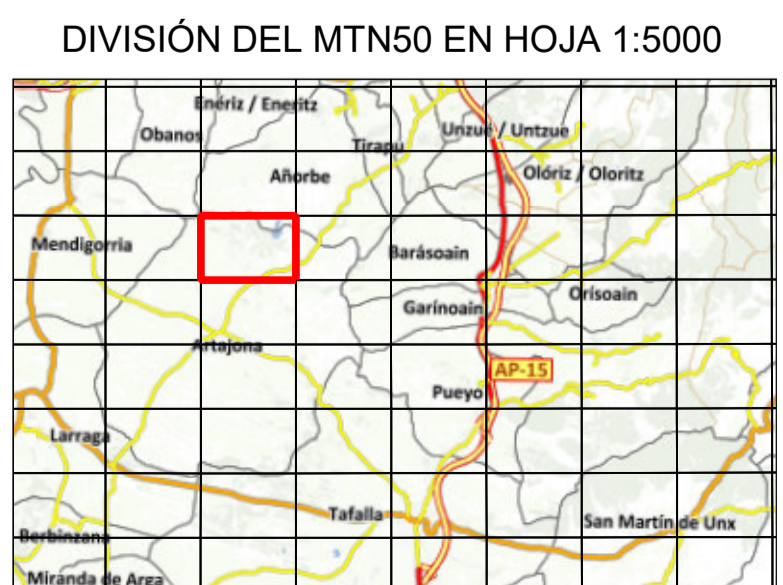 DIVISIÓN DEL MTN50 EN HOJA 1:5000
Enériz / Eneritz
Obanos
Unzué / Untzue
Tirapu
Añorbe
Olóriz / Oloritz
Mendigorria
Barásoain
Orísoain
Garínoain
Artajona
AP-15
Pueyo
Larraga
Tafalla
San Martín de Unx
Berbinzana
Miranda de Arga